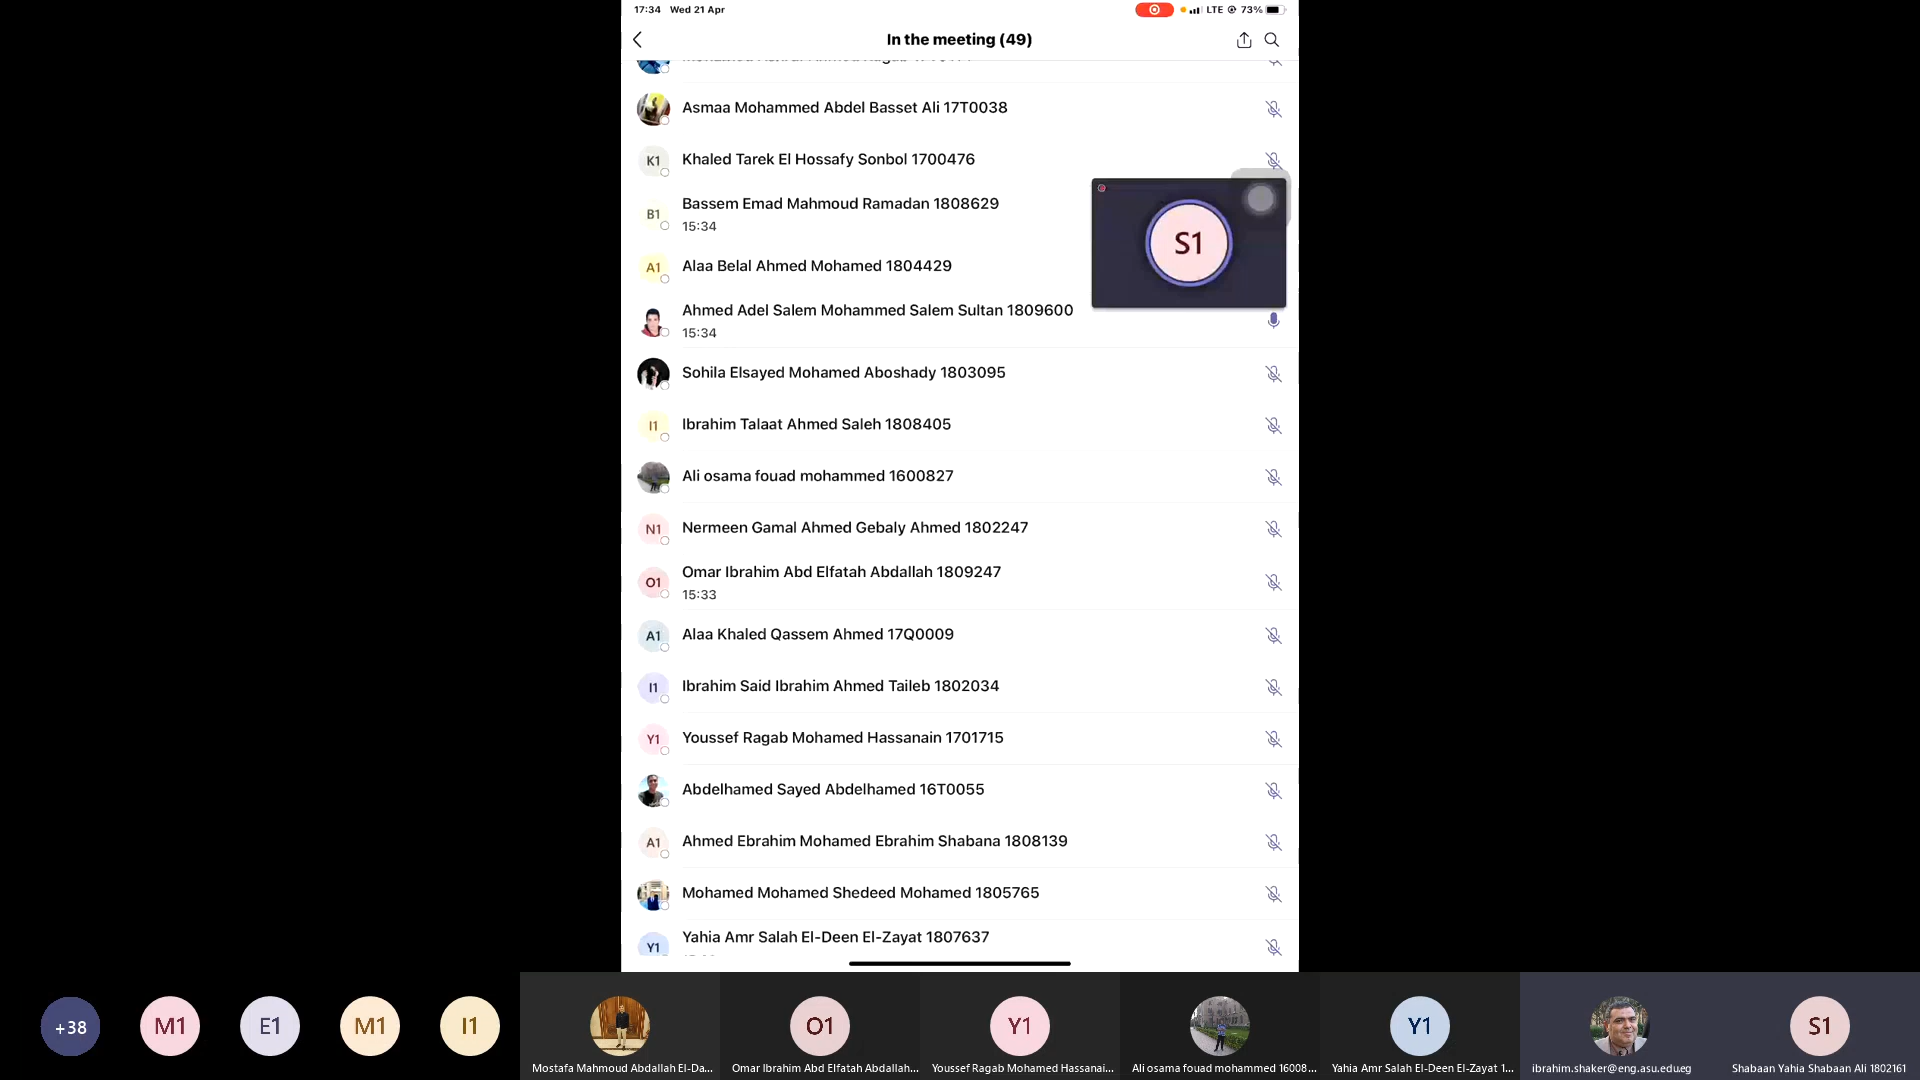 17:34 Wed 21 Apr
LTE 73%
In the meeting (49)
Asmaa Mohammed Abdel Basset Ali 17T0038
K1 Khaled Tarek El Hossafy Sonbol 1700476
B1 Bassem Emad Mahmoud Ramadan 1808629
15:34
A1 Alaa Belal Ahmed Mohamed 1804429
S1
Ahmed Adel Salem Mohammed Salem Sultan 1809600
15:34
Sohila Elsayed Mohamed Aboshady 1803095
I1 Ibrahim Talaat Ahmed Saleh 1808405
Ali osama fouad mohammed 1600827
N1 Nermeen Gamal Ahmed Gebaly Ahmed 1802247
O1 Omar Ibrahim Abd Elfatah Abdallah 1809247
15:33
A1 Alaa Khaled Qassem Ahmed 17Q0009
I1 Ibrahim Said Ibrahim Ahmed Taileb 1802034
Y1 Youssef Ragab Mohamed Hassanain 1701715
Abdelhamed Sayed Abdelhamed 16T0055
A1 Ahmed Ebrahim Mohamed Ebrahim Shabana 1808139
Mohamed Mohamed Shedeed Mohamed 1805765
Y1 Yahia Amr Salah El-Deen El-Zayat 1807637
+38 M1 E1 M1 I1 O1 Y1 Y1 S1
Mostafa Mahmoud Abdallah El-Da... Omar Ibrahim Abd Elfatah Abdallah... Youssef Ragab Mohamed Hassanai... Ali osama fouad mohammed 16008... Yahia Amr Salah El-Deen El-Zayat 1... ibrahim.shaker@eng.asu.edu.eg Shabaan Yahia Shabaan Ali 1802161